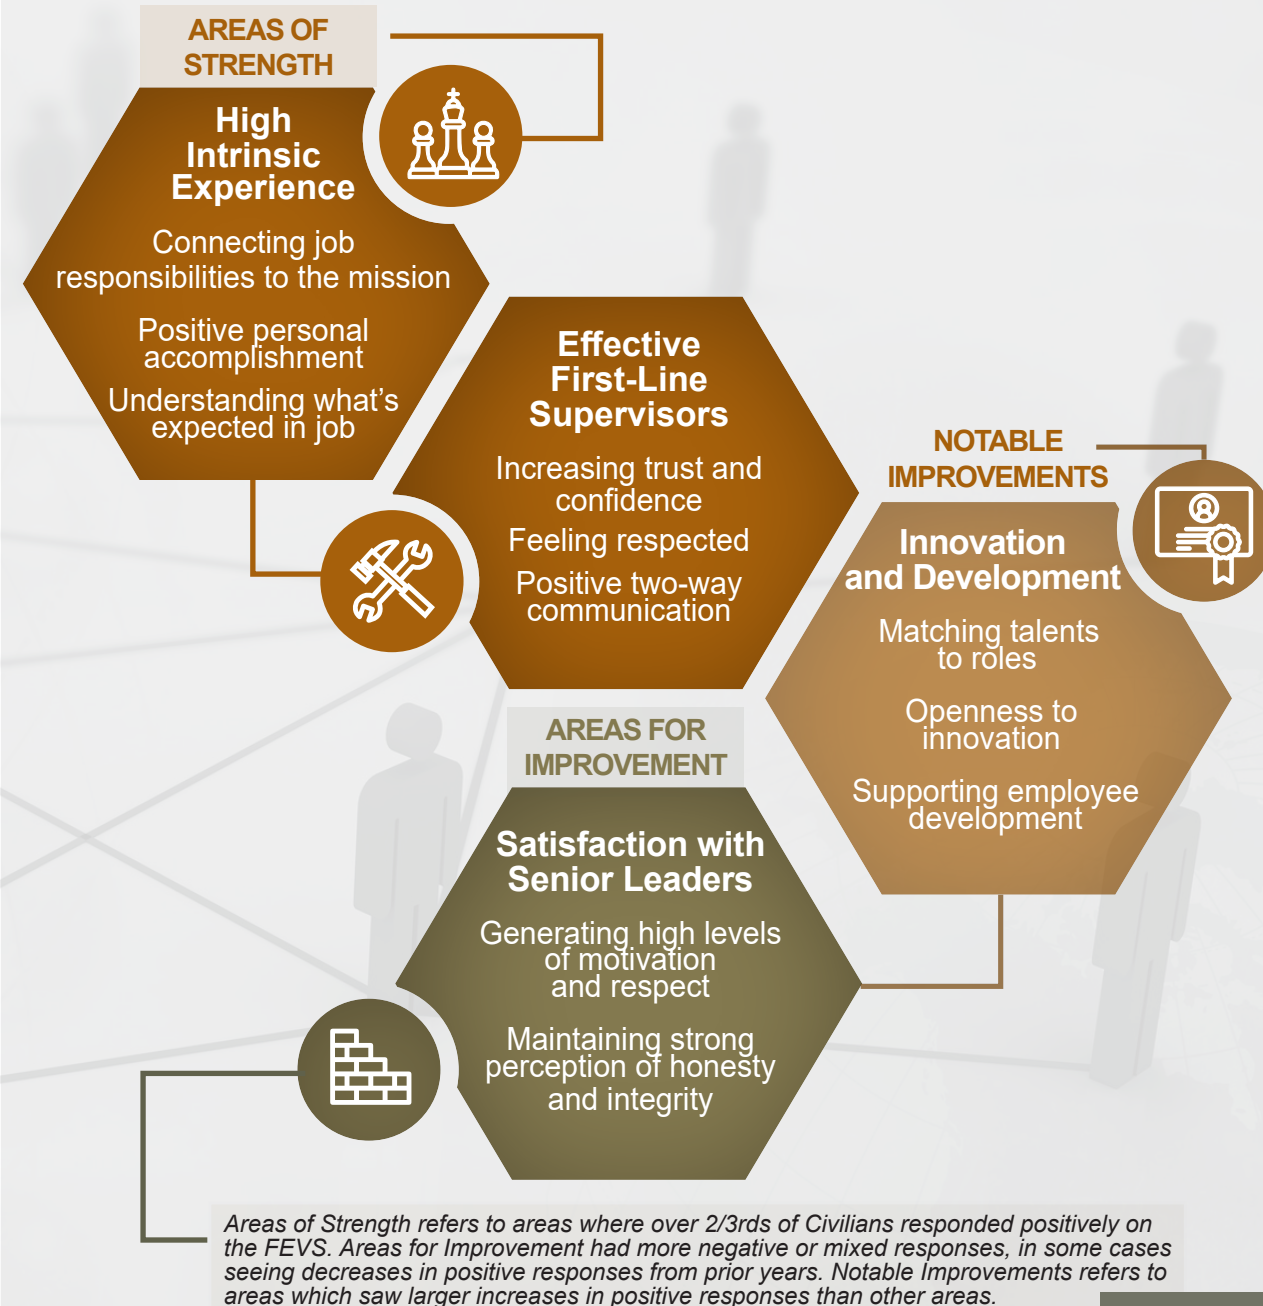 AREAS OF
STRENGTH
High
Intrinsic
Experience
Connecting job
responsibilities to the mission
Positive personal
accomplishment
Understanding what's
expected in job
Effective
First-Line
Supervisors
Increasing trust and
confidence
Feeling respected
Positive two-way
communication
NOTABLE
IMPROVEMENTS
Innovation
and Development
Matching talents
to roles
Openness to
innovation
Supporting employee
development
AREAS FOR
IMPROVEMENT
Satisfaction with
Senior Leaders
Generating high levels
of motivation
and respect
Maintaining strong
perception of honesty
and integrity
Areas of Strength refers to areas where over 2/3rds of Civilians responded positively on
the FEVS. Areas for Improvement had more negative or mixed responses, in some cases
seeing decreases in positive responses from prior years. Notable Improvements refers to
areas which saw larger increases in positive responses than other areas.